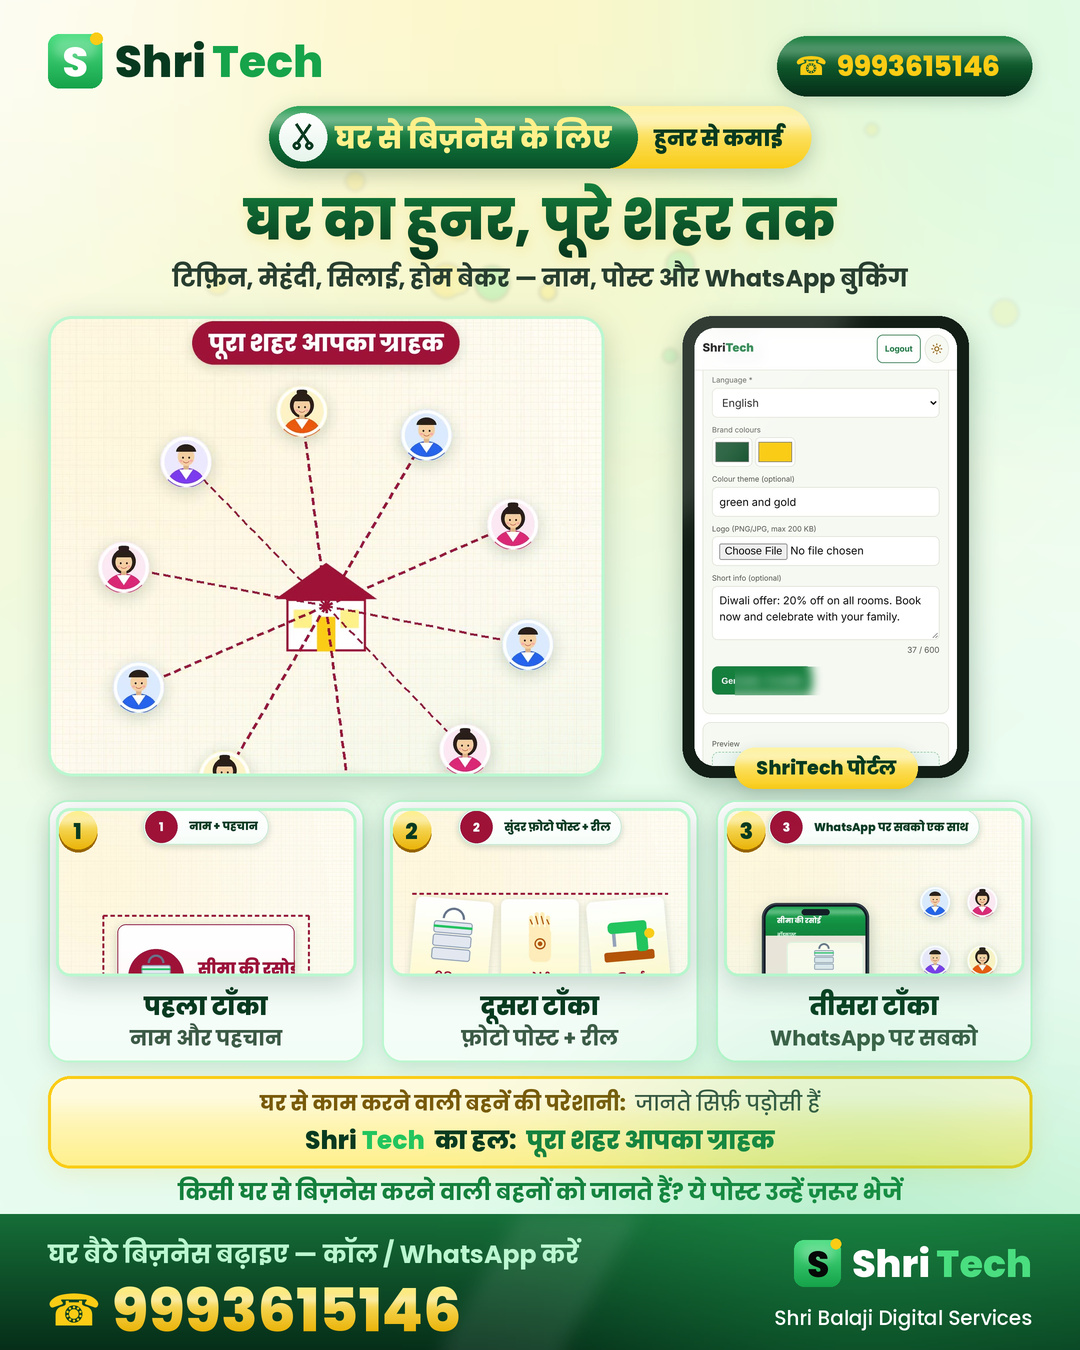 S Shri Tech
☎ 9993615146
घर से बिज़नेस के लिए
हुनर से कमाई
घर का हुनर, पूरे शहर तक
टिफ़िन, मेहंदी, सिलाई, होम बेकर — नाम, पोस्ट और WhatsApp बुकिंग
पूरा शहर आपका ग्राहक
ShriTech
Logout
Language *
English
Brand colours
Colour theme (optional)
green and gold
Logo (PNG/JPG, max 200 KB)
Choose File No file chosen
Short info (optional)
Diwali offer: 20% off on all rooms. Book
now and celebrate with your family.
37 / 600
Preview
ShriTech पोर्टल
1
1 नाम + पहचान
सीमा की रसोई
पहला टाँका
नाम और पहचान
2
2 सुंदर फ़ोटो पोस्ट + रील
दूसरा टाँका
फ़ोटो पोस्ट + रील
3
3 WhatsApp पर सबको एक साथ
सीमा की रसोई
तीसरा टाँका
WhatsApp पर सबको
घर से काम करने वाली बहनें की परेशानी: जानते सिर्फ़ पड़ोसी हैं
Shri Tech का हल: पूरा शहर आपका ग्राहक
किसी घर से बिज़नेस करने वाली बहनों को जानते हैं? ये पोस्ट उन्हें ज़रूर भेजें
घर बैठे बिज़नेस बढ़ाइए — कॉल / WhatsApp करें
☎ 9993615146
S Shri Tech
Shri Balaji Digital Services